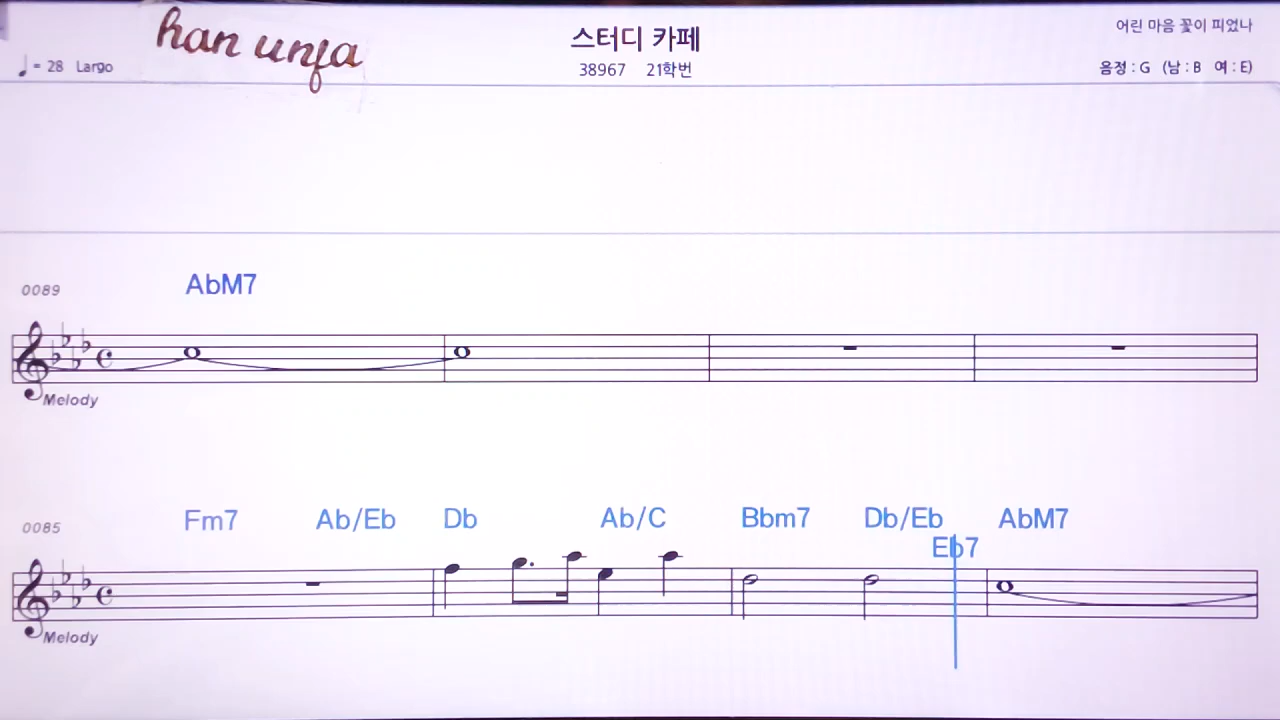 han unja
스터디 카페
어린 마음 꽃이 피었나
♩= 28 Largo
38967 21학번
음정 : G (남 : B 여 : E)
0089 AbM7
Melody
0085 Fm7 Ab/Eb Db Ab/C Bbm7 Db/Eb AbM7
Eb7
Melody